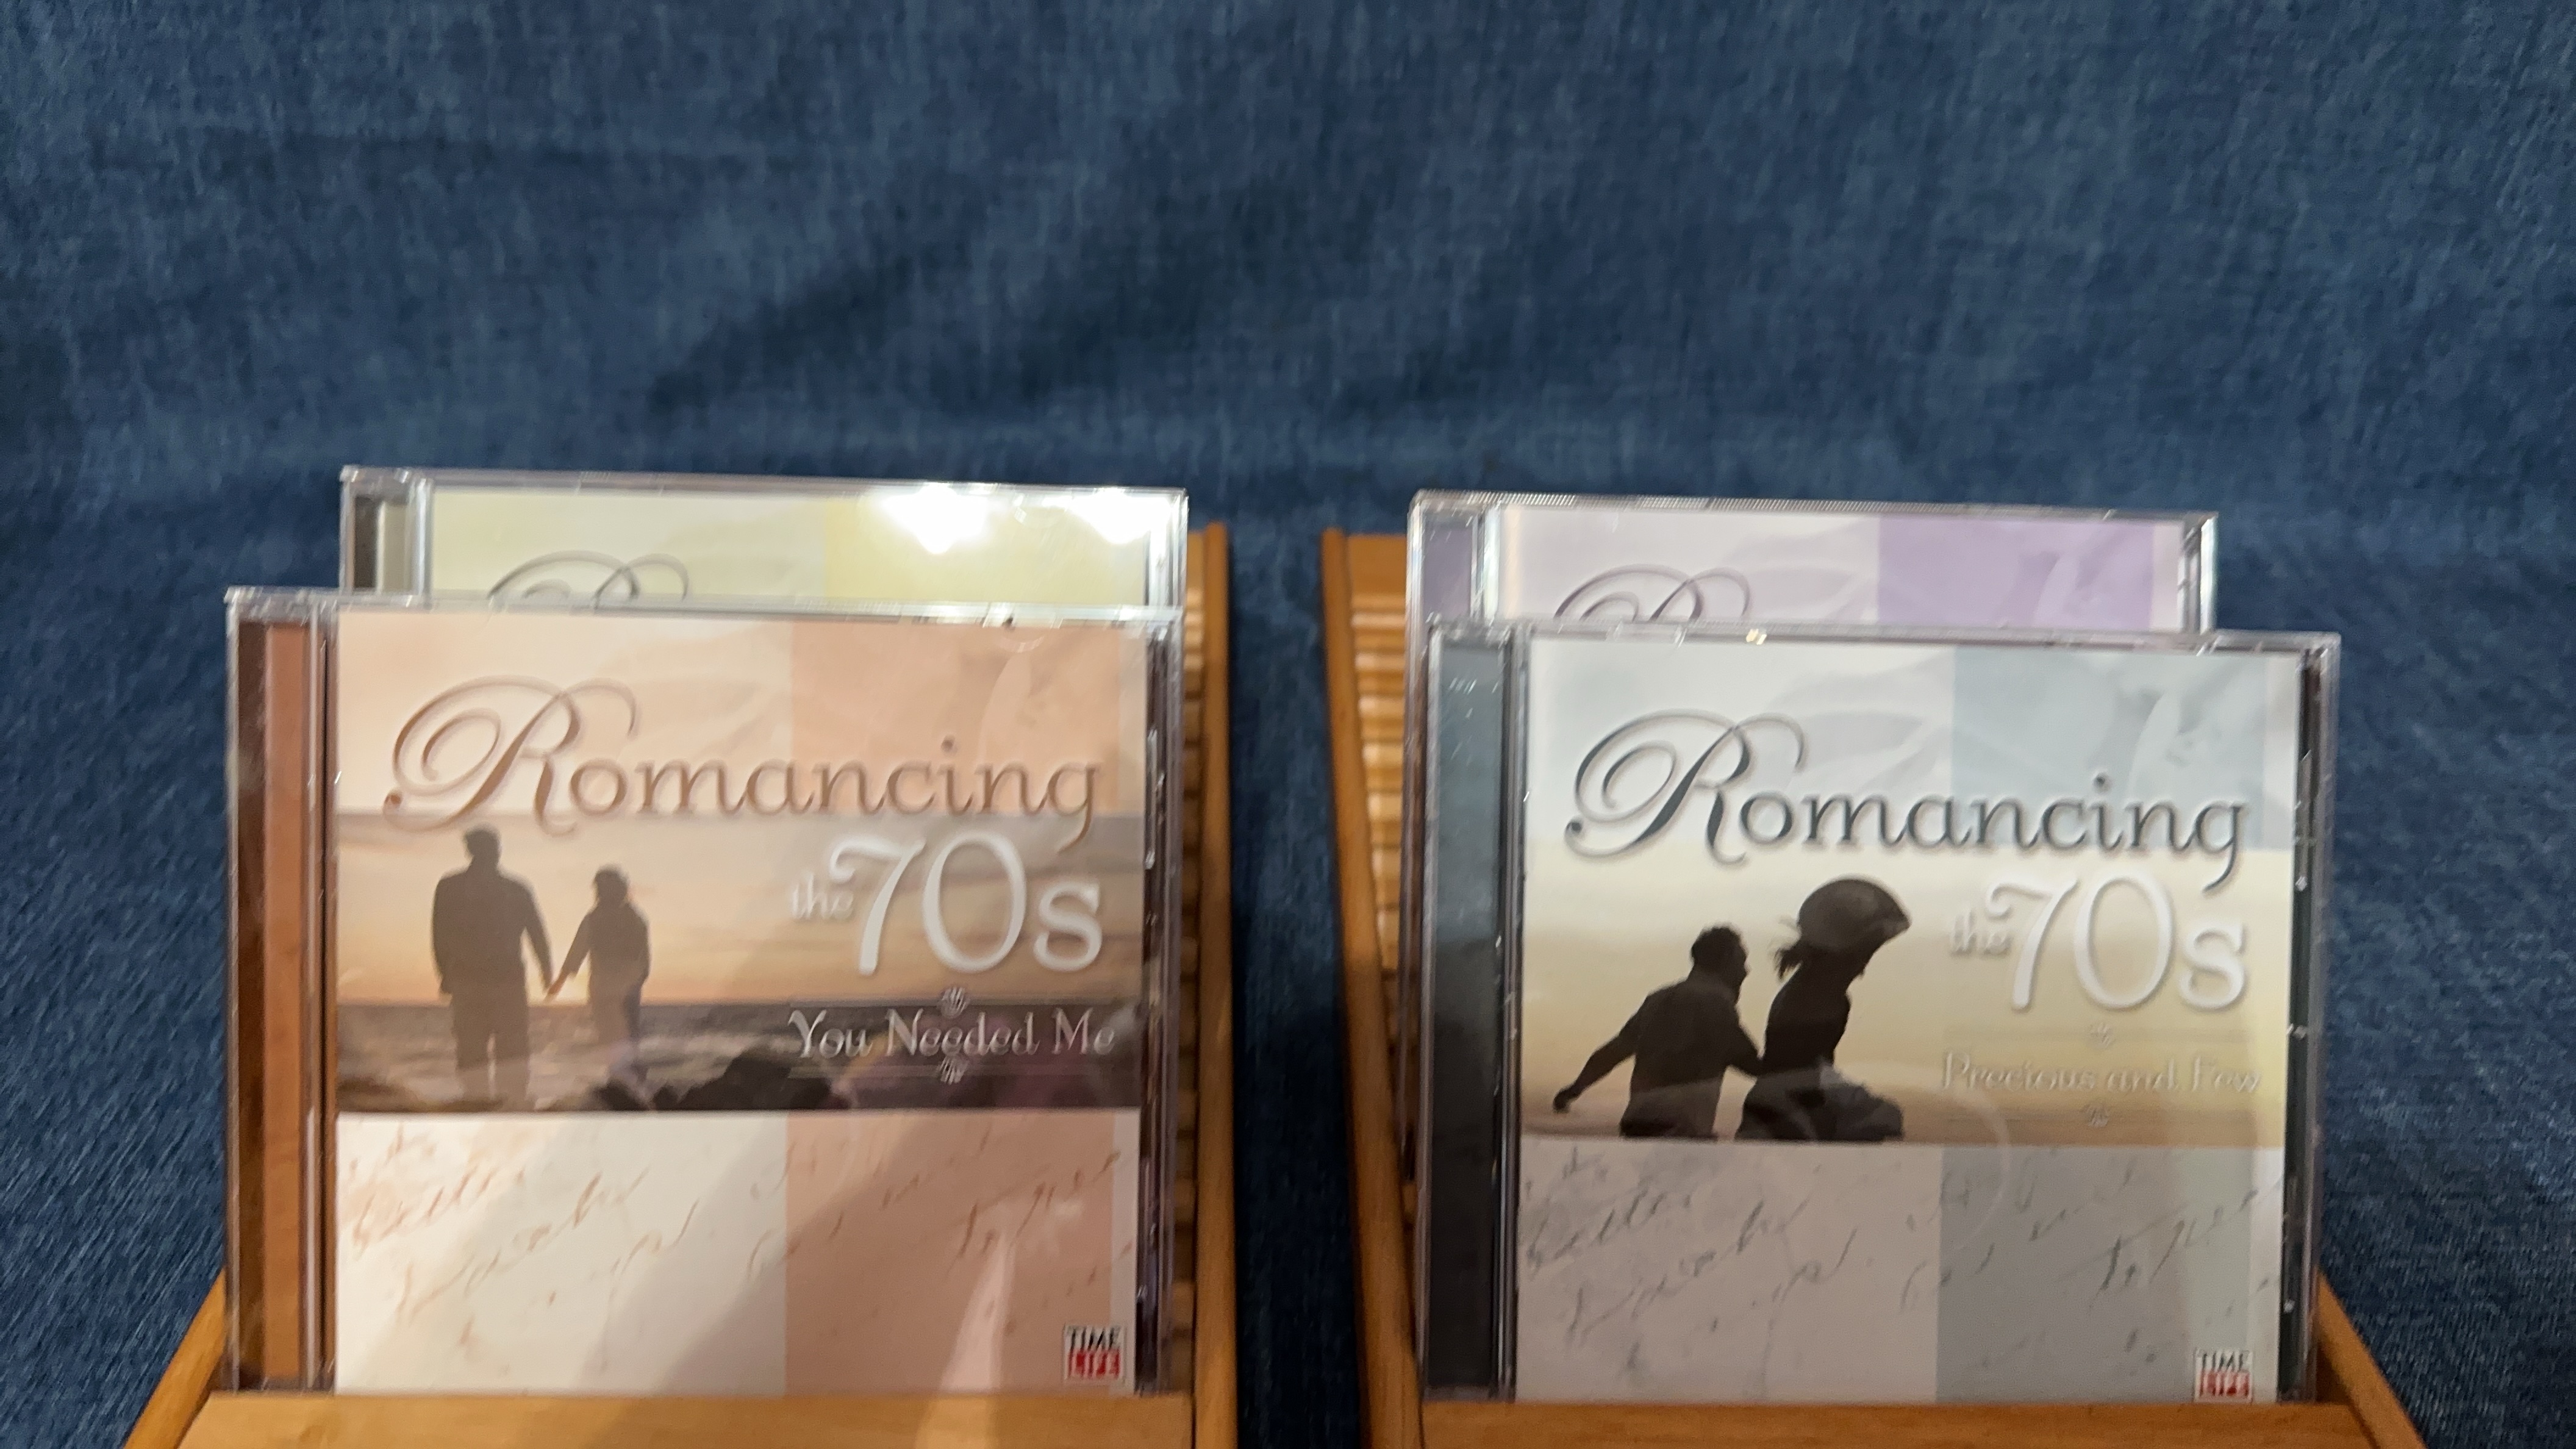 R
R
Romancing
the 70s
You Needed Me
TIME
LIFE
Romancing
the 70s
Precious and Few
TIME
LIFE